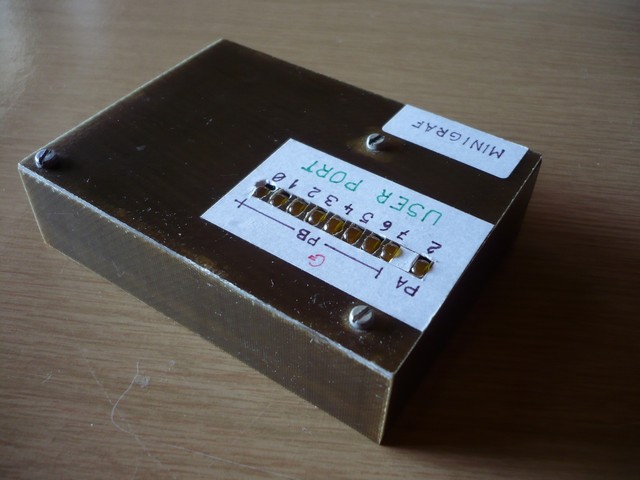 G
PA PB
2 7 6 5 4 3 2 1 0
USER PORT
MINIGRAF